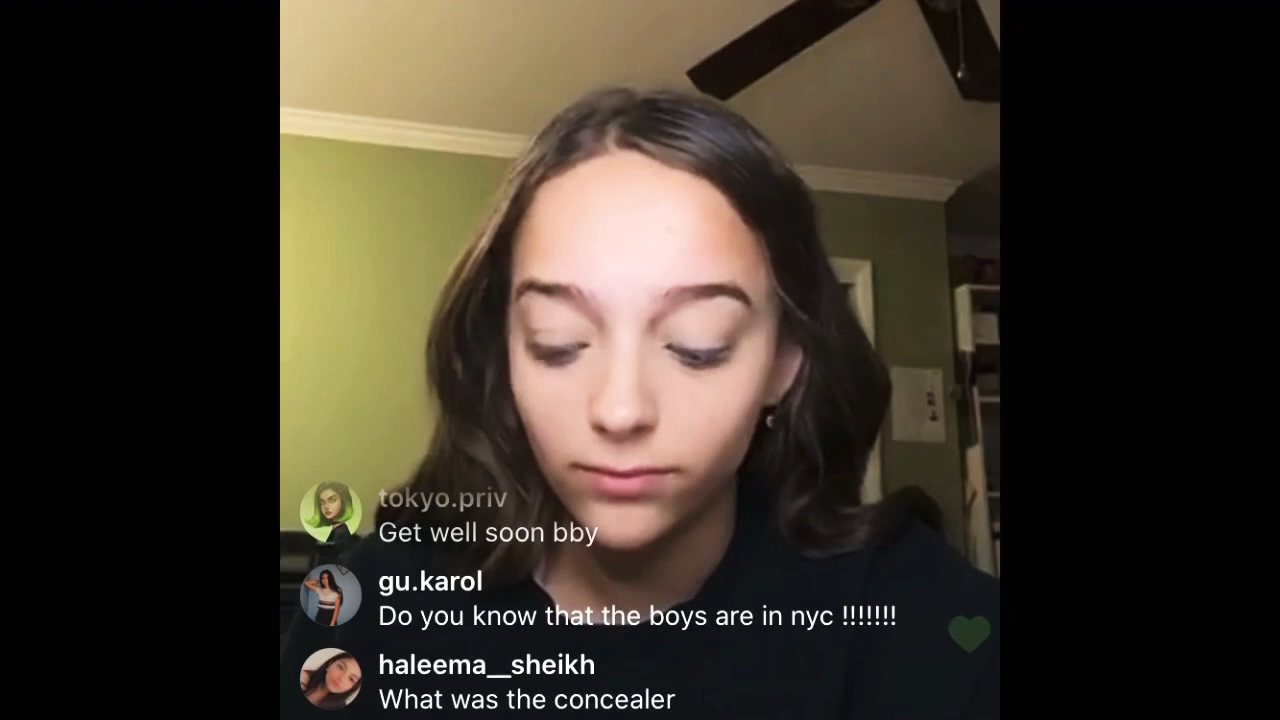 tokyo.priv
Get well soon bby
gu.karol
Do you know that the boys are in nyc !!!!!!!
haleema__sheikh
What was the concealer